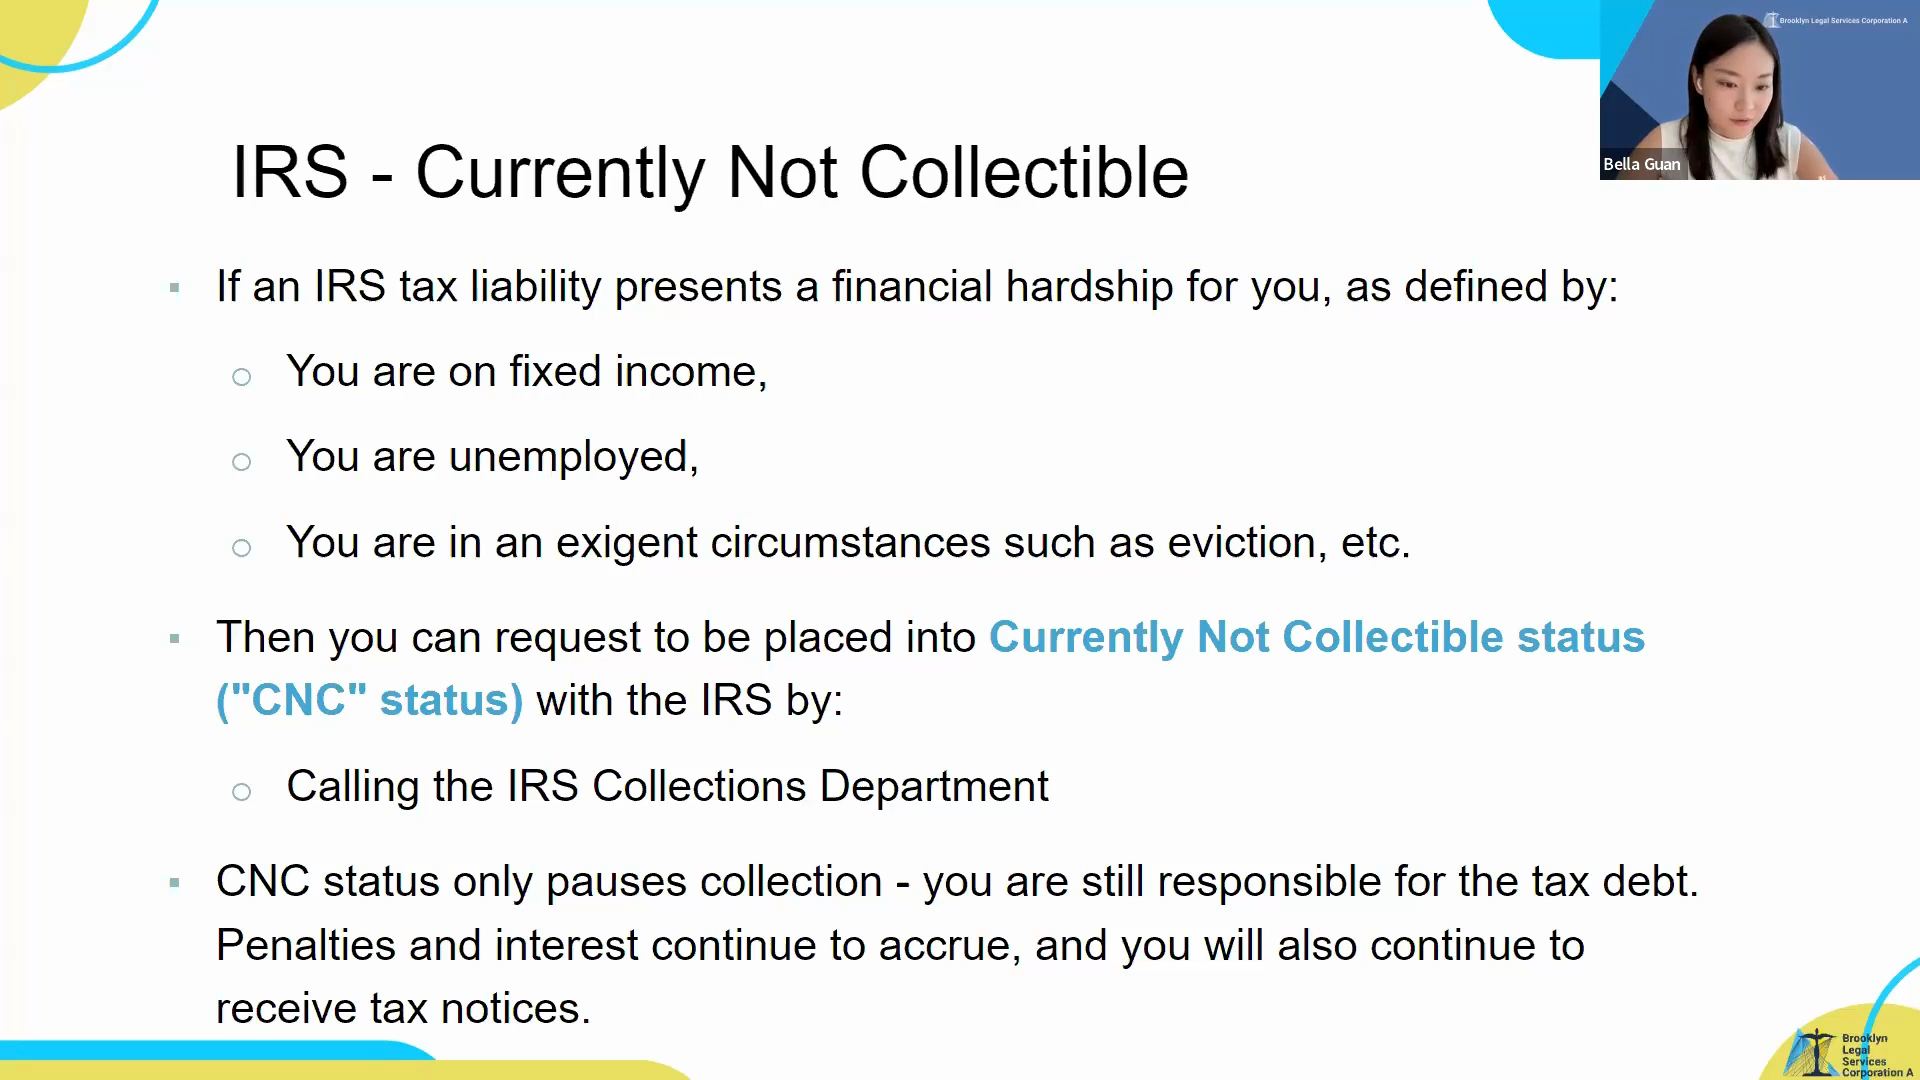 Brooklyn Legal Services Corporation A
Bella Guan
IRS - Currently Not Collectible
If an IRS tax liability presents a financial hardship for you, as defined by:
You are on fixed income,
You are unemployed,
You are in an exigent circumstances such as eviction, etc.
Then you can request to be placed into Currently Not Collectible status
("CNC" status) with the IRS by:
Calling the IRS Collections Department
CNC status only pauses collection - you are still responsible for the tax debt.
Penalties and interest continue to accrue, and you will also continue to
receive tax notices.
Brooklyn
Legal
Services
Corporation A